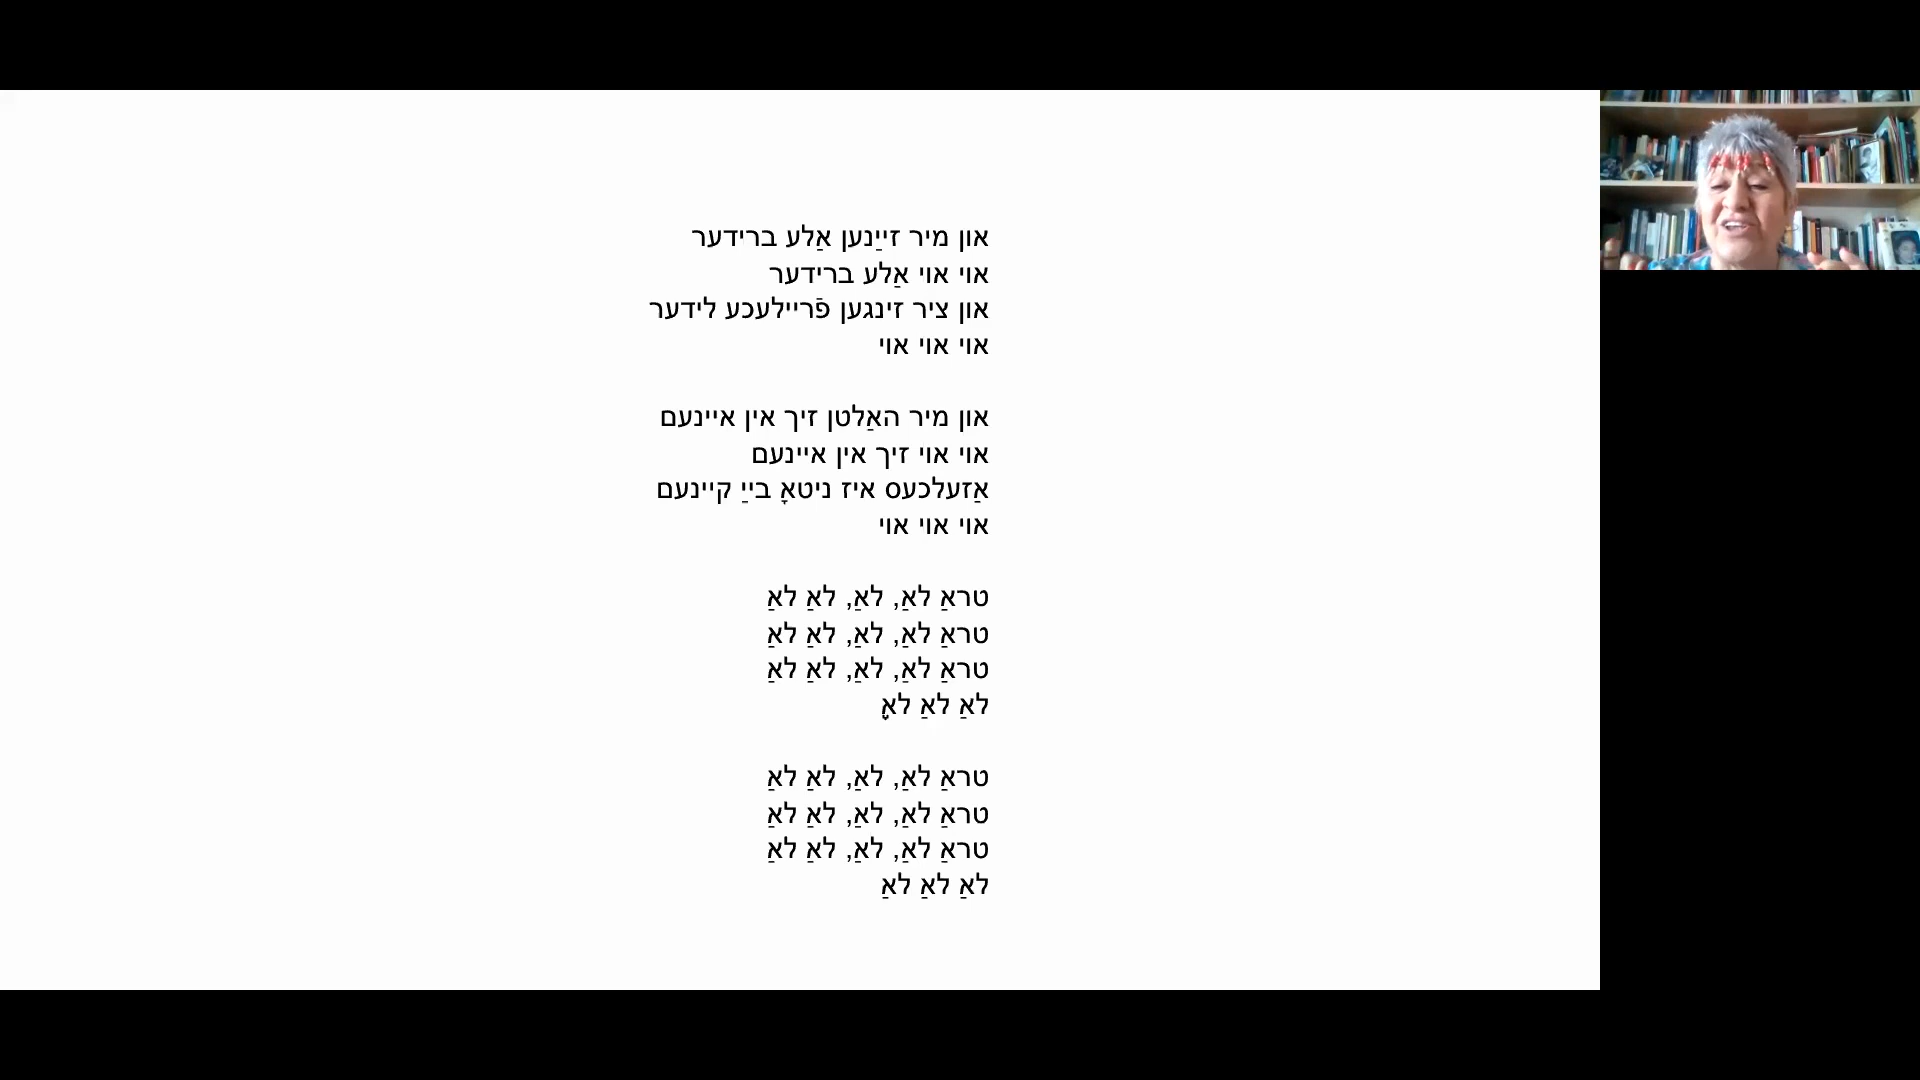 און מיר זײַנען אַלע ברידער
אוי אוי אַלע ברידער
און ציר זינגען פֿריילעכע לידער
אוי אוי אוי
און מיר האַלטן זיך אין איינעם
אוי אוי זיך אין איינעם
אַזעלכעס איז ניטאָ בײַ קיינעם
אוי אוי אוי
טראַ לאַ, לאַ, לאַ לאַ
טראַ לאַ, לאַ, לאַ לאַ
טראַ לאַ, לאַ, לאַ לאַ
לאַ לאַ לאָ
טראַ לאַ, לאַ, לאַ לאַ
טראַ לאַ, לאַ, לאַ לאַ
טראַ לאַ, לאַ, לאַ לאַ
לאַ לאַ לאַ